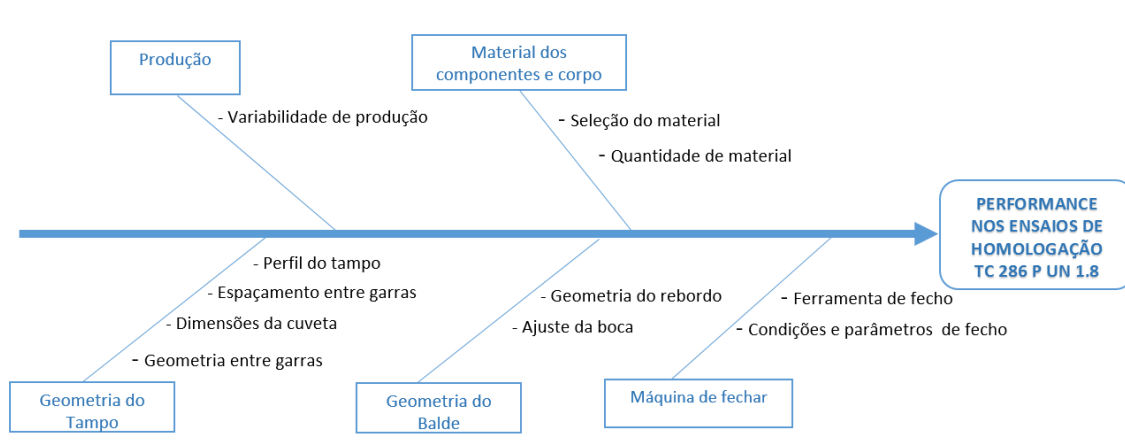 Produção
Material dos
componentes e corpo
- Variabilidade de produção
- Seleção do material
- Quantidade de material
PERFORMANCE
NOS ENSAIOS DE
HOMOLOGAÇÃO
TC 286 P UN 1.8
- Perfil do tampo
- Espaçamento entre garras
- Dimensões da cuveta
- Geometria entre garras
- Geometria do rebordo
- Ajuste da boca
- Ferramenta de fecho
- Condições e parâmetros de fecho
Geometria do
Tampo
Geometria do
Balde
Máquina de fechar